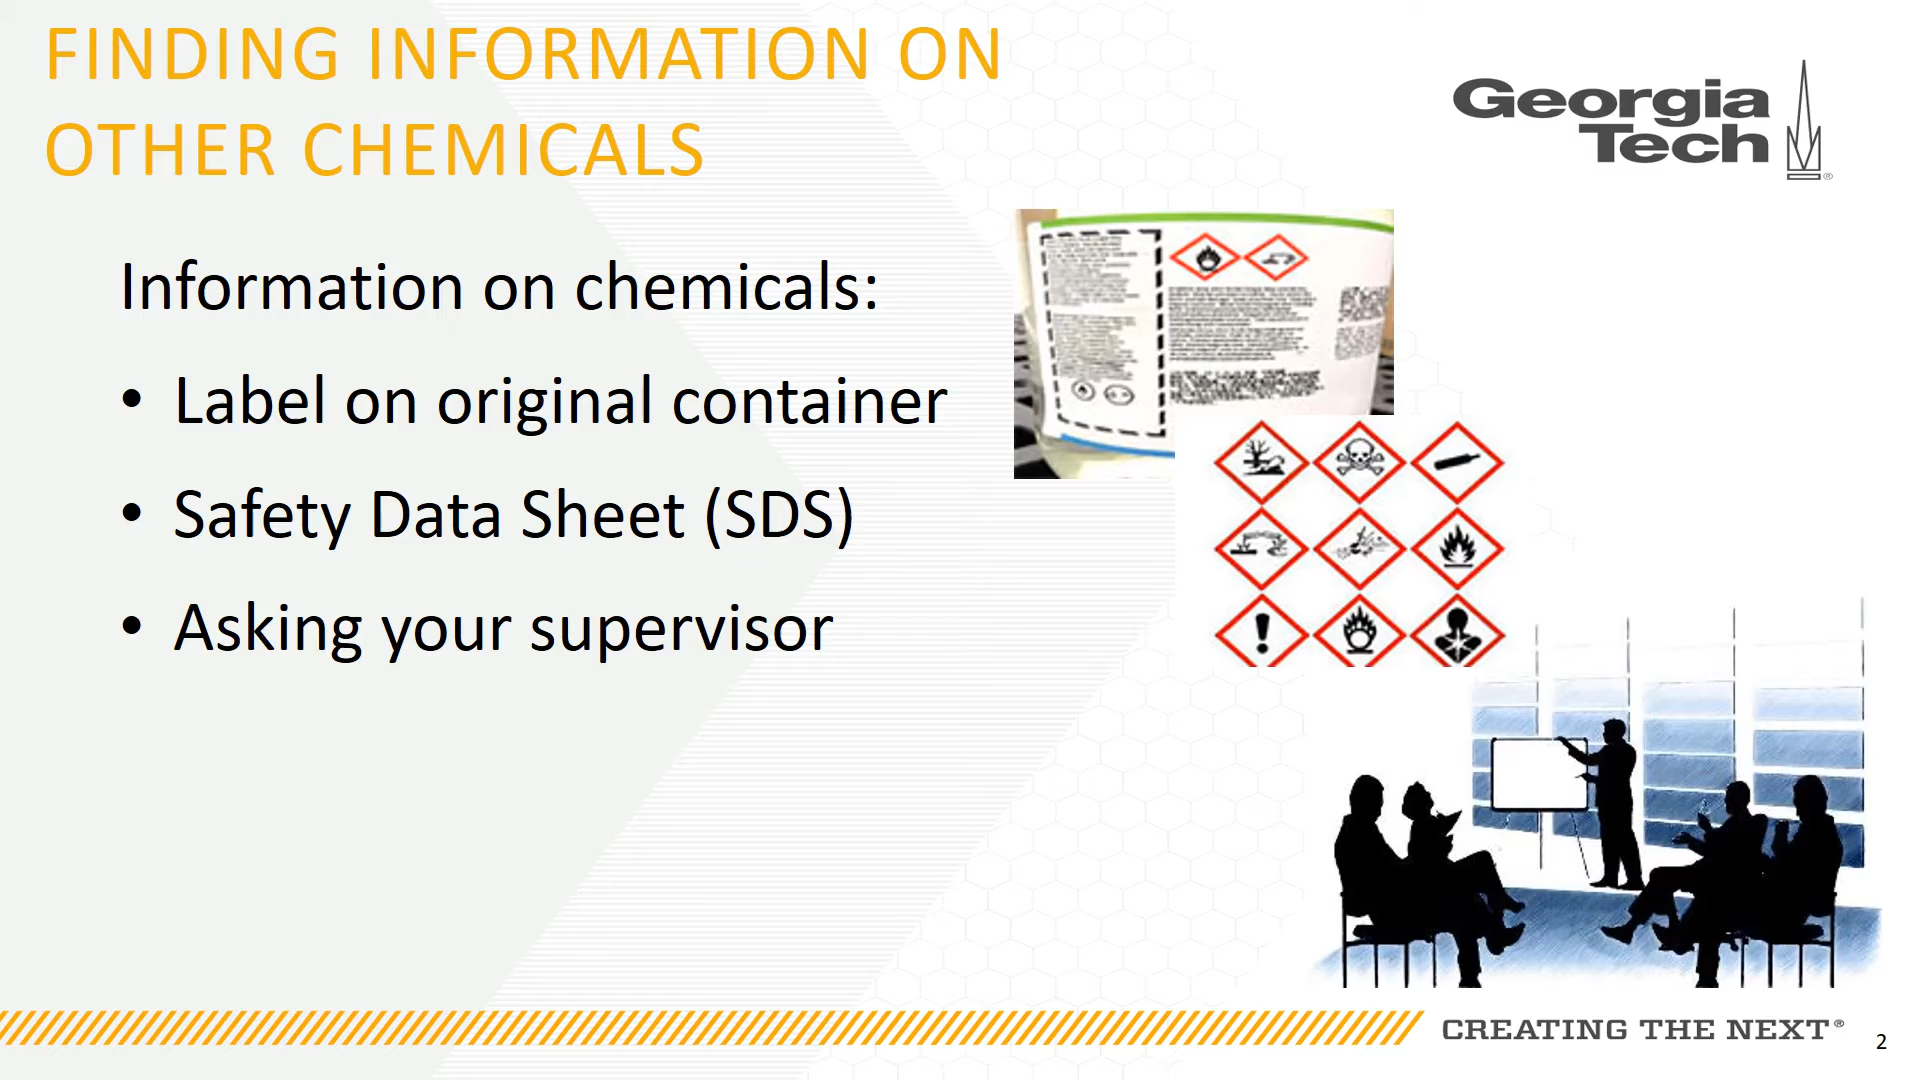 FINDING INFORMATION ON
OTHER CHEMICALS
Georgia
Tech
®
Information on chemicals:
• Label on original container
• Safety Data Sheet (SDS)
• Asking your supervisor
CREATING THE NEXT®
2